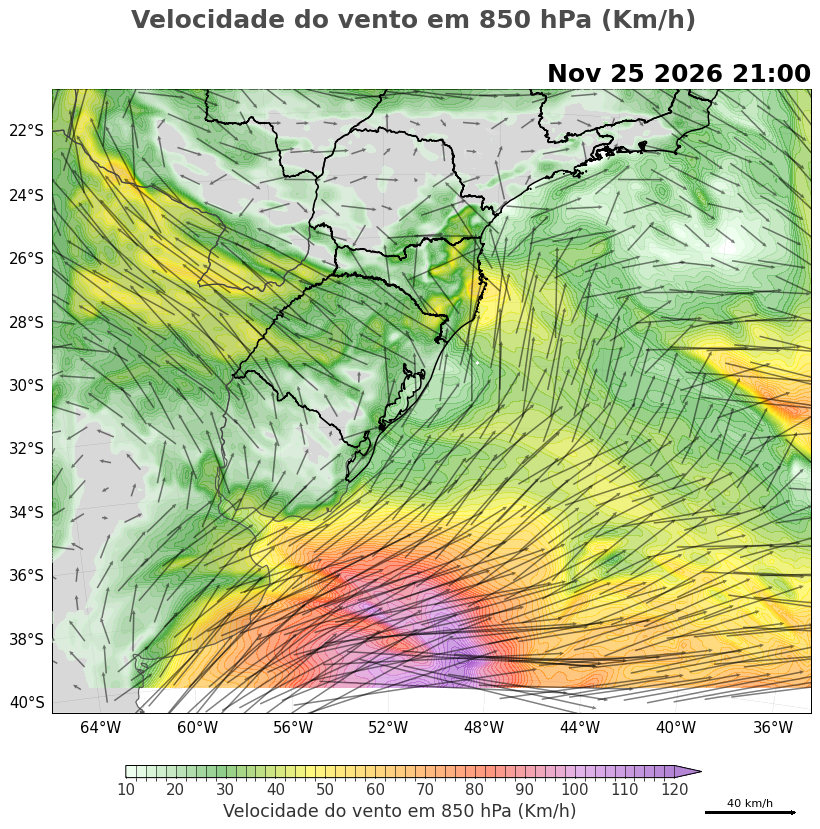 Velocidade do vento em 850 hPa (Km/h)
Nov 25 2026 21:00
22°S
24°S
26°S
28°S
30°S
32°S
34°S
36°S
38°S
40°S
64°W 60°W 56°W 52°W 48°W 44°W 40°W 36°W
10 20 30 40 50 60 70 80 90 100 110 120
Velocidade do vento em 850 hPa (Km/h)
40 km/h